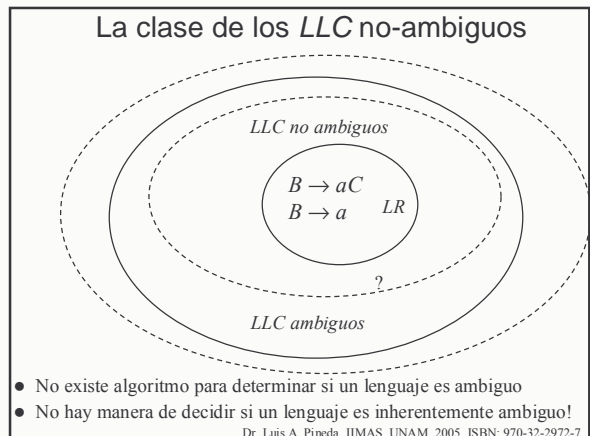 La clase de los LLC no-ambiguos
LLC no ambiguos
B → aC
B → a
LR
?
LLC ambiguos
● No existe algoritmo para determinar si un lenguaje es ambiguo
● No hay manera de decidir si un lenguaje es inherentemente ambiguo!
Dr. Luis A. Pineda, IIMAS, UNAM, 2005. ISBN: 970-32-2972-7